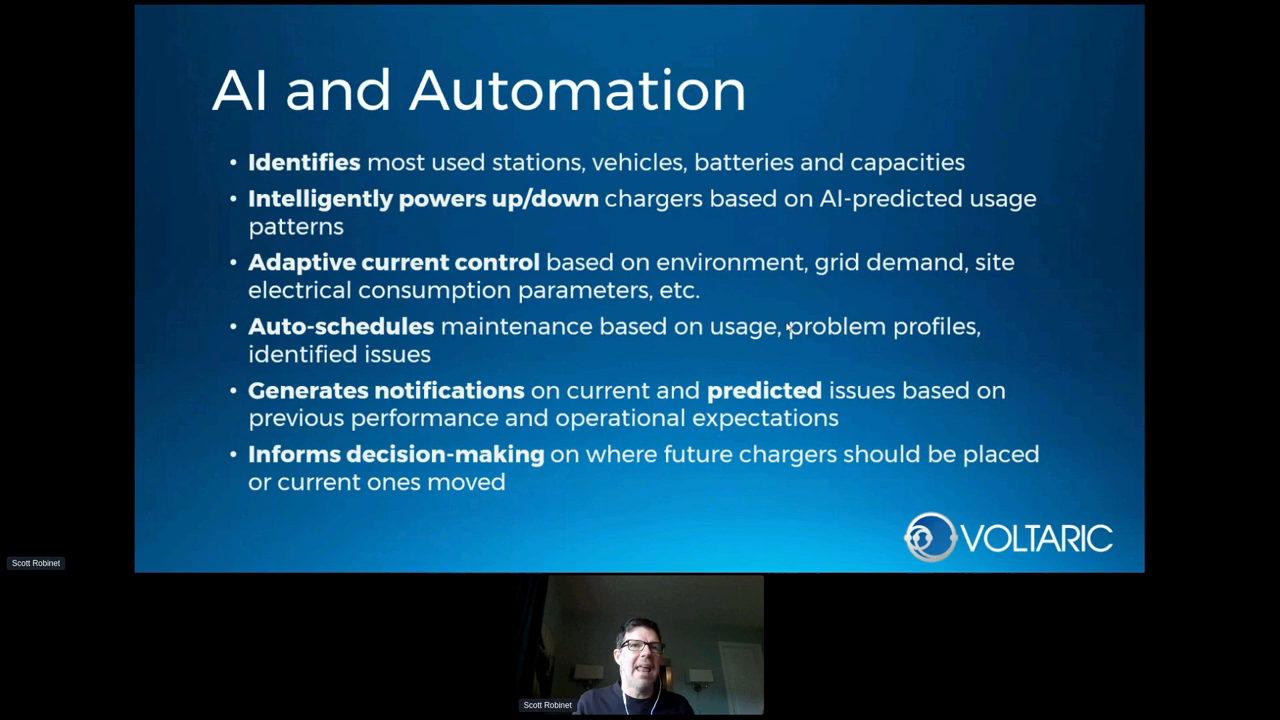 AI and Automation
• Identifies most used stations, vehicles, batteries and capacities
• Intelligently powers up/down chargers based on AI-predicted usage
patterns
• Adaptive current control based on environment, grid demand, site
electrical consumption parameters, etc.
• Auto-schedules maintenance based on usage, problem profiles,
identified issues
• Generates notifications on current and predicted issues based on
previous performance and operational expectations
• Informs decision-making on where future chargers should be placed
or current ones moved
VOLTARIC
Scott Robinet
Scott Robinet